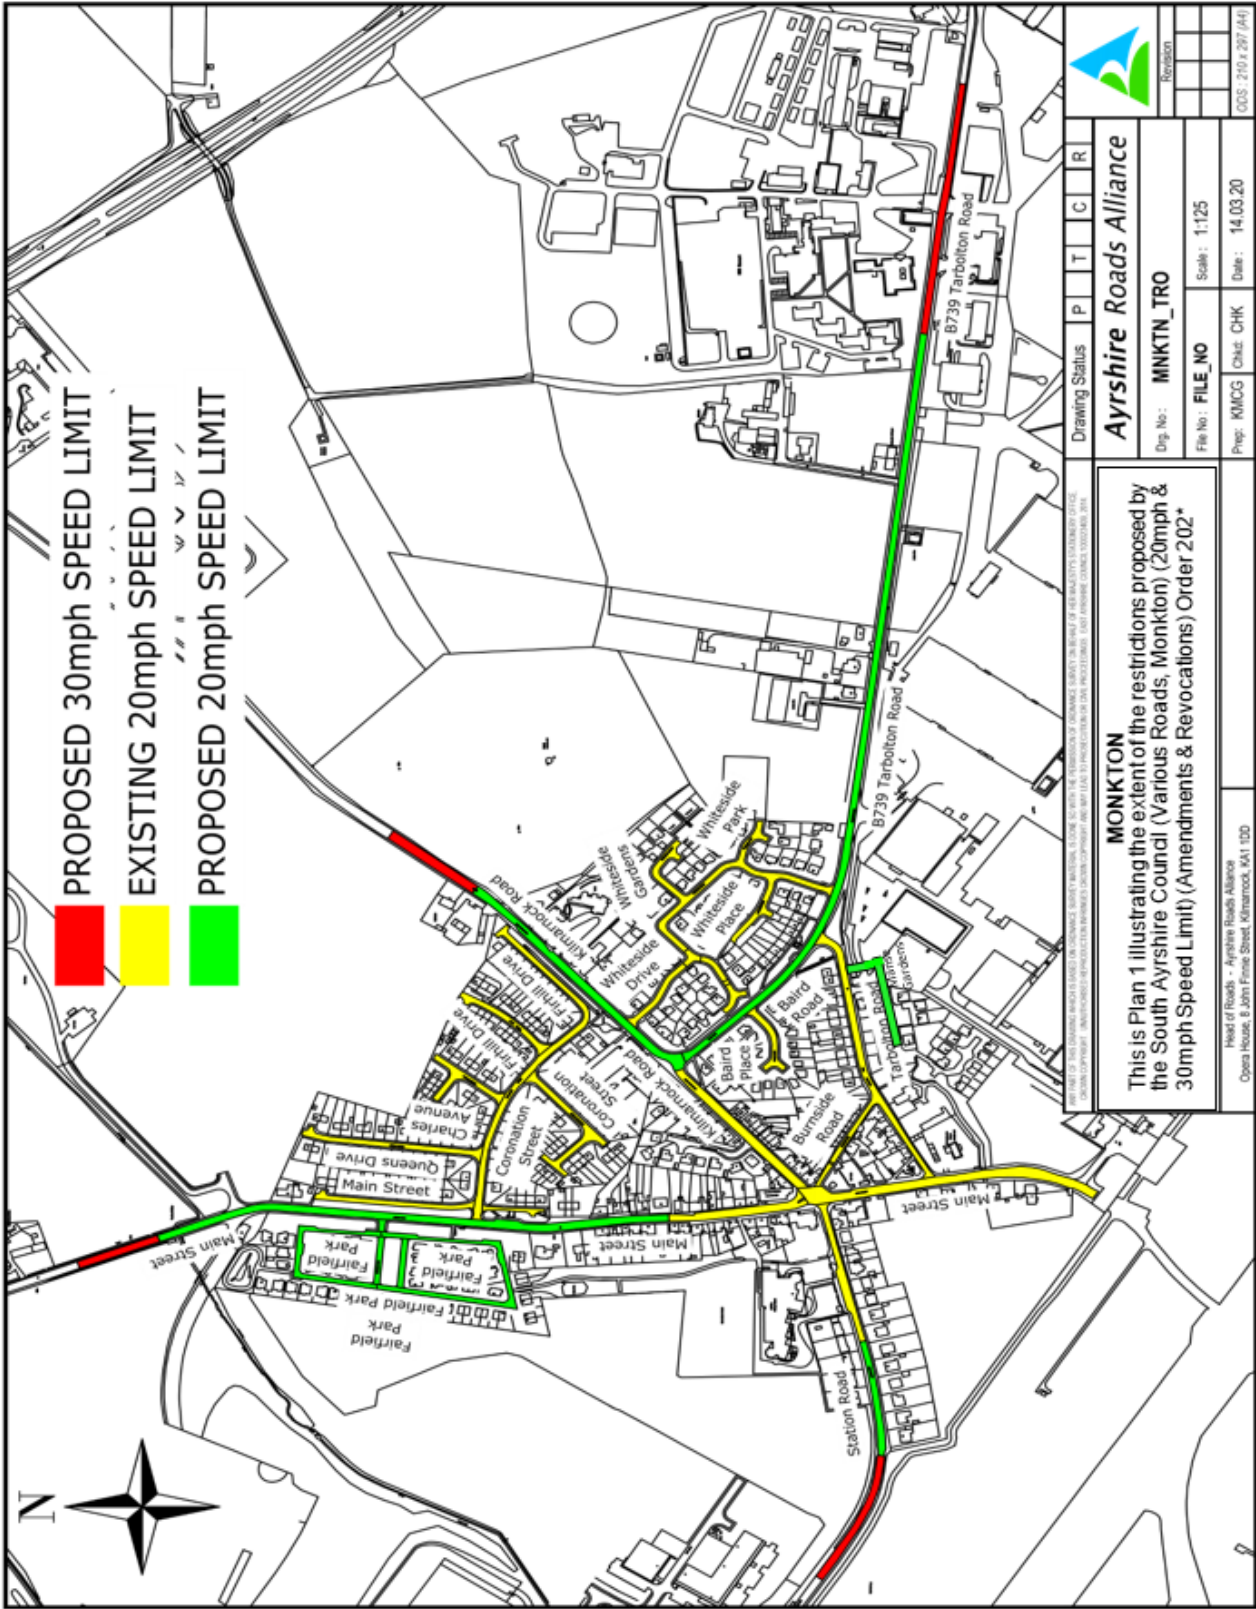 PROPOSED 30mph SPEED LIMIT
EXISTING 20mph SPEED LIMIT
PROPOSED 20mph SPEED LIMIT
N
Main Street
Fairfield Park
Fairfield Park
Fairfield Park
Fairfield Park
Main Street
Queens Drive
Charles Avenue
Main Street
Coronation Street
Coronation Street
Firhill Drive
Firhill Drive
Kilmarnock Road
Kilmarnock Road
Whiteside Drive
Whiteside Gardens
Whiteside Park
Whiteside Place
Baird Place
Baird Road
Burnside Road
Tarbolton Road
Gardens
Station Road
Main Street
B739 Tarbolton Road
B739 Tarbolton Road
MONKTON
This is Plan 1 illustrating the extent of the restrictions proposed by
the South Ayrshire Council (Various Roads, Monkton) (20mph &
30mph Speed Limit) (Amendments & Revocations) Order 202*
Head of Roads - Ayrshire Roads Alliance
Opera House, 8 John Finnie Street, Kilmarnock, KA1 1DD
Drawing Status P T C R
Ayrshire Roads Alliance
Drg. No : MNKTN_TRO
File No : FILE_NO
Scale : 1:125
Prep: KMCG
Chkd: CHK
Date : 14.03.20
Revision
ODS : 210 x 297 (A4)